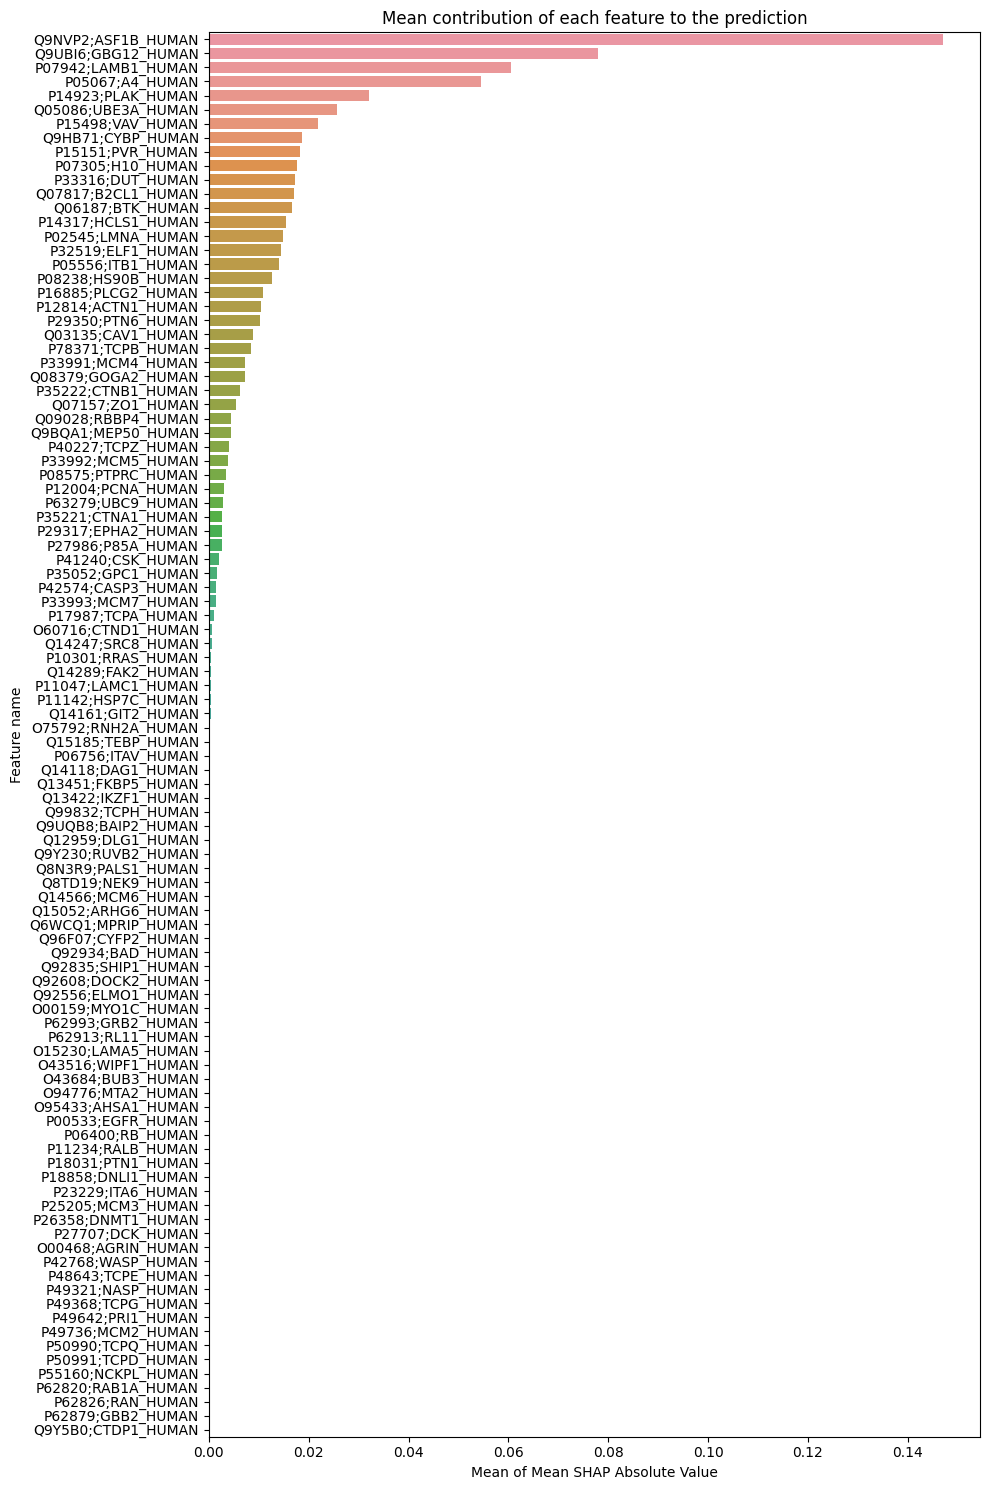 Mean contribution of each feature to the prediction
Q9NVP2;ASF1B_HUMAN
Q9UBI6;GBG12_HUMAN
P07942;LAMB1_HUMAN
P05067;A4_HUMAN
P14923;PLAK_HUMAN
Q05086;UBE3A_HUMAN
P15498;VAV_HUMAN
Q9HB71;CYBP_HUMAN
P15151;PVR_HUMAN
P07305;H10_HUMAN
P33316;DUT_HUMAN
Q07817;B2CL1_HUMAN
Q06187;BTK_HUMAN
P14317;HCLS1_HUMAN
P02545;LMNA_HUMAN
P32519;ELF1_HUMAN
P05556;ITB1_HUMAN
P08238;HS90B_HUMAN
P16885;PLCG2_HUMAN
P12814;ACTN1_HUMAN
P29350;PTN6_HUMAN
Q03135;CAV1_HUMAN
P78371;TCPB_HUMAN
P33991;MCM4_HUMAN
Q08379;GOGA2_HUMAN
P35222;CTNB1_HUMAN
Q07157;ZO1_HUMAN
Q09028;RBBP4_HUMAN
Q9BQA1;MEP50_HUMAN
P40227;TCPZ_HUMAN
P33992;MCM5_HUMAN
P08575;PTPRC_HUMAN
P12004;PCNA_HUMAN
P63279;UBC9_HUMAN
P35221;CTNA1_HUMAN
P29317;EPHA2_HUMAN
P27986;P85A_HUMAN
P41240;CSK_HUMAN
P35052;GPC1_HUMAN
P42574;CASP3_HUMAN
P33993;MCM7_HUMAN
P17987;TCPA_HUMAN
O60716;CTND1_HUMAN
Q14247;SRC8_HUMAN
P10301;RRAS_HUMAN
Q14289;FAK2_HUMAN
P11047;LAMC1_HUMAN
P11142;HSP7C_HUMAN
Q14161;GIT2_HUMAN
O75792;RNH2A_HUMAN
Q15185;TEBP_HUMAN
P06756;ITAV_HUMAN
Q14118;DAG1_HUMAN
Q13451;FKBP5_HUMAN
Q13422;IKZF1_HUMAN
Q99832;TCPH_HUMAN
Q9UQB8;BAIP2_HUMAN
Q12959;DLG1_HUMAN
Q9Y230;RUVB2_HUMAN
Q8N3R9;PALS1_HUMAN
Q8TD19;NEK9_HUMAN
Q14566;MCM6_HUMAN
Q15052;ARHG6_HUMAN
Q6WCQ1;MPRIP_HUMAN
Q96F07;CYFP2_HUMAN
Q92934;BAD_HUMAN
Q92835;SHIP1_HUMAN
Q92608;DOCK2_HUMAN
Q92556;ELMO1_HUMAN
O00159;MYO1C_HUMAN
P62993;GRB2_HUMAN
P62913;RL11_HUMAN
O15230;LAMA5_HUMAN
O43516;WIPF1_HUMAN
O43684;BUB3_HUMAN
O94776;MTA2_HUMAN
O95433;AHSA1_HUMAN
P00533;EGFR_HUMAN
P06400;RB_HUMAN
P11234;RALB_HUMAN
P18031;PTN1_HUMAN
P18858;DNLI1_HUMAN
P23229;ITA6_HUMAN
P25205;MCM3_HUMAN
P26358;DNMT1_HUMAN
P27707;DCK_HUMAN
O00468;AGRIN_HUMAN
P42768;WASP_HUMAN
P48643;TCPE_HUMAN
P49321;NASP_HUMAN
P49368;TCPG_HUMAN
P49642;PRI1_HUMAN
P49736;MCM2_HUMAN
P50990;TCPQ_HUMAN
P50991;TCPD_HUMAN
P55160;NCKPL_HUMAN
P62820;RAB1A_HUMAN
P62826;RAN_HUMAN
P62879;GBB2_HUMAN
Q9Y5B0;CTDP1_HUMAN
Feature name
0.00 0.02 0.04 0.06 0.08 0.10 0.12 0.14
Mean of Mean SHAP Absolute Value